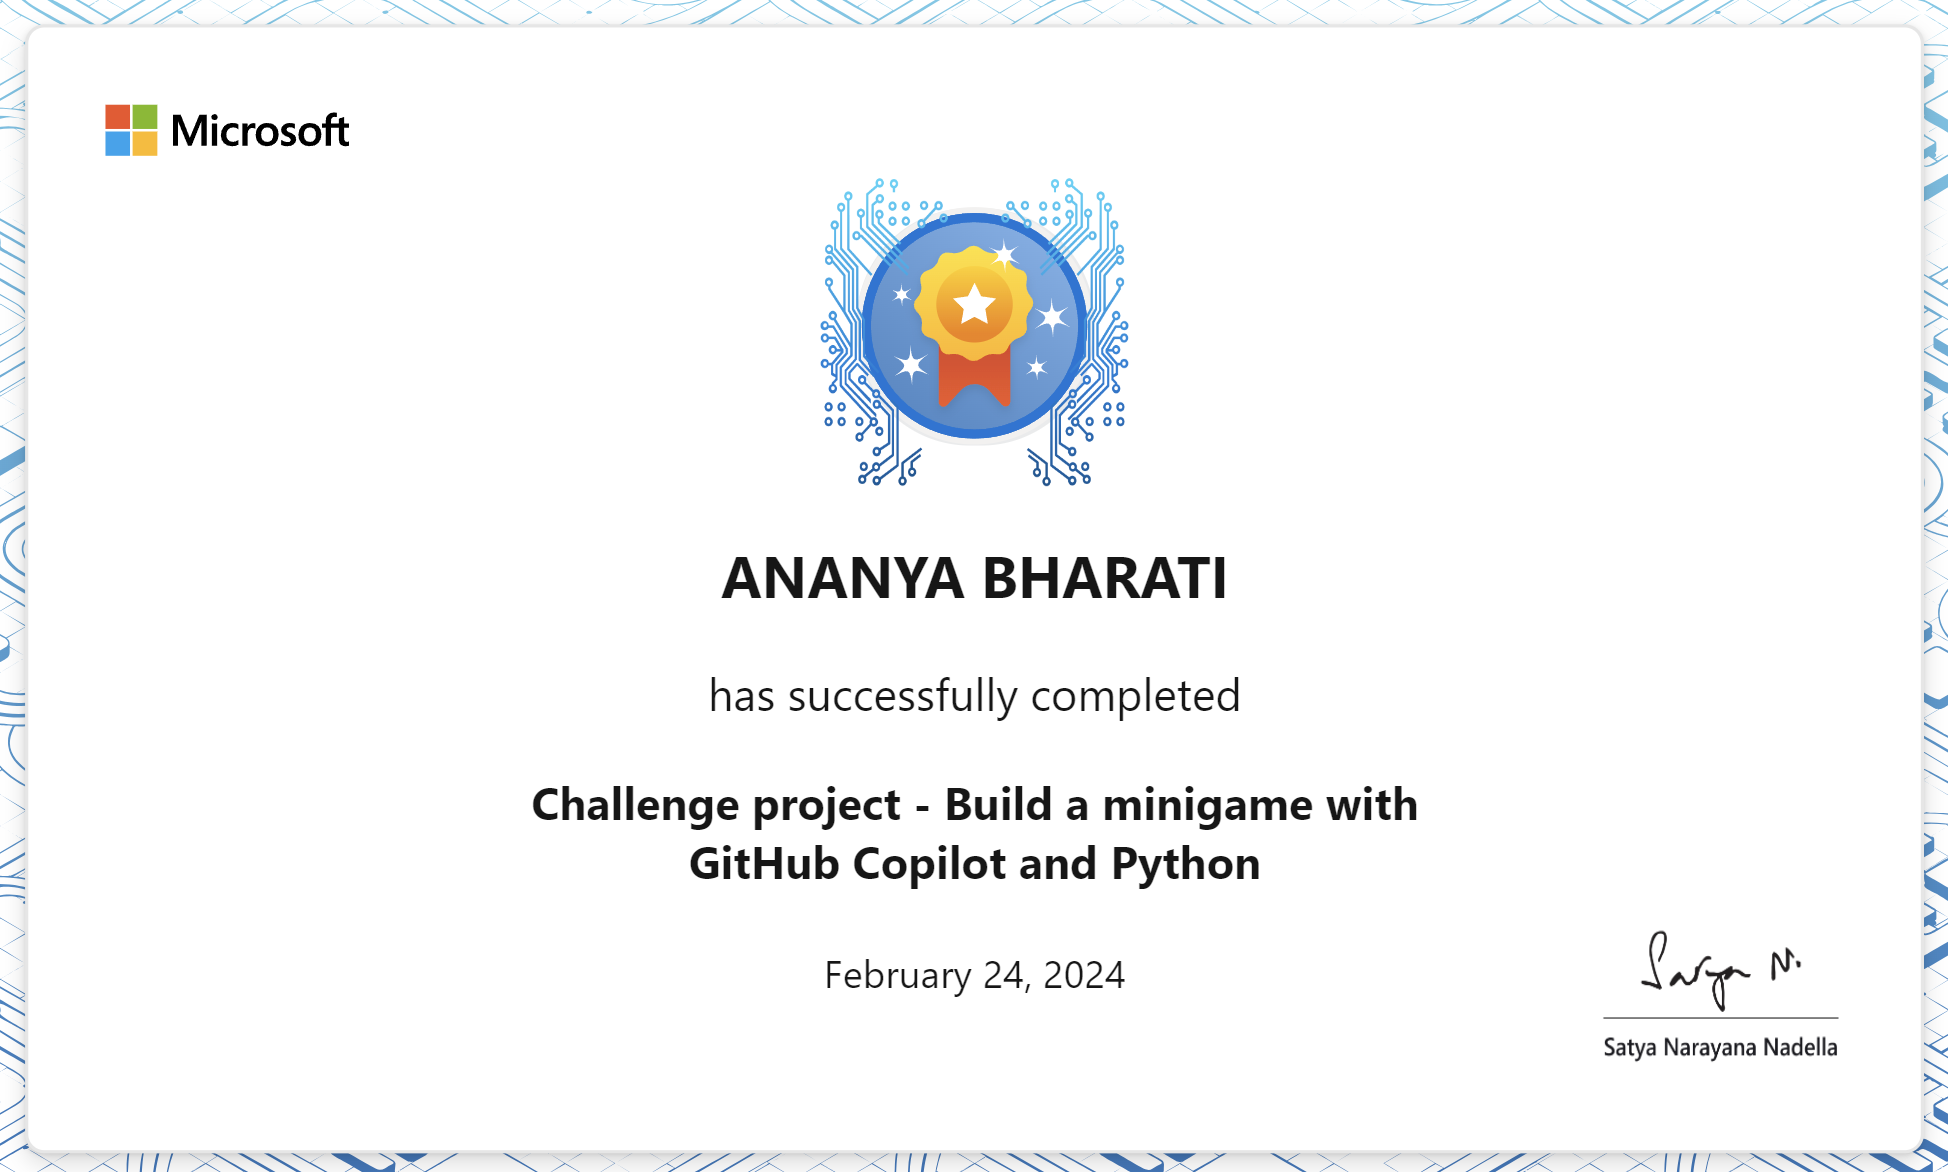 Microsoft
ANANYA BHARATI
has successfully completed
Challenge project - Build a minigame with
GitHub Copilot and Python
February 24, 2024
Satya N.
Satya Narayana Nadella